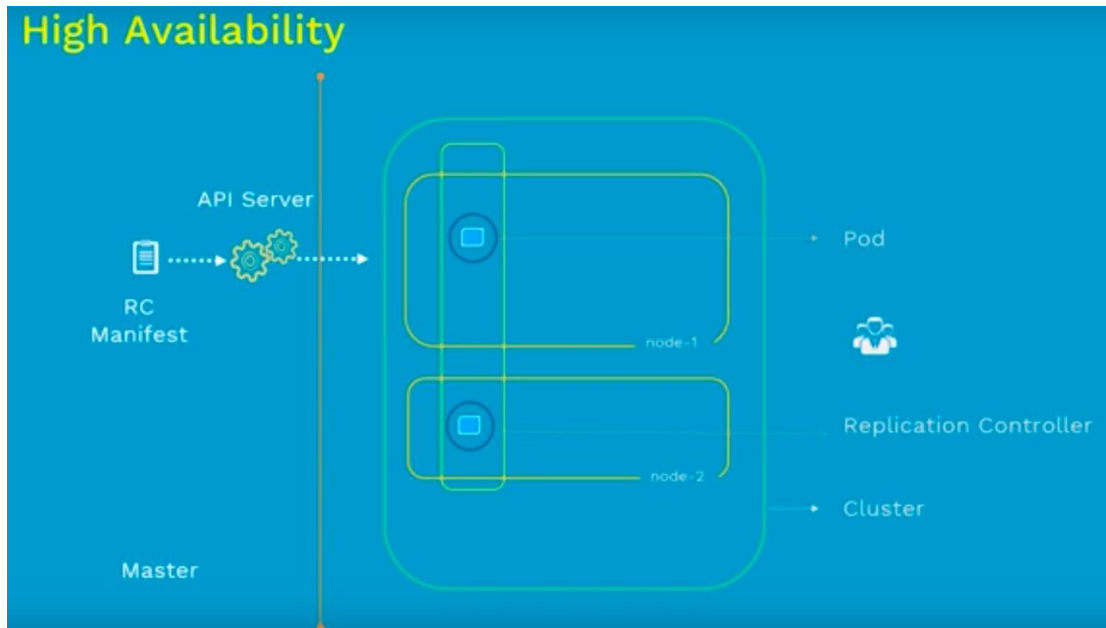 High Availability
API Server
RC
Manifest
Master
node-1
node-2
Pod
Replication Controller
Cluster